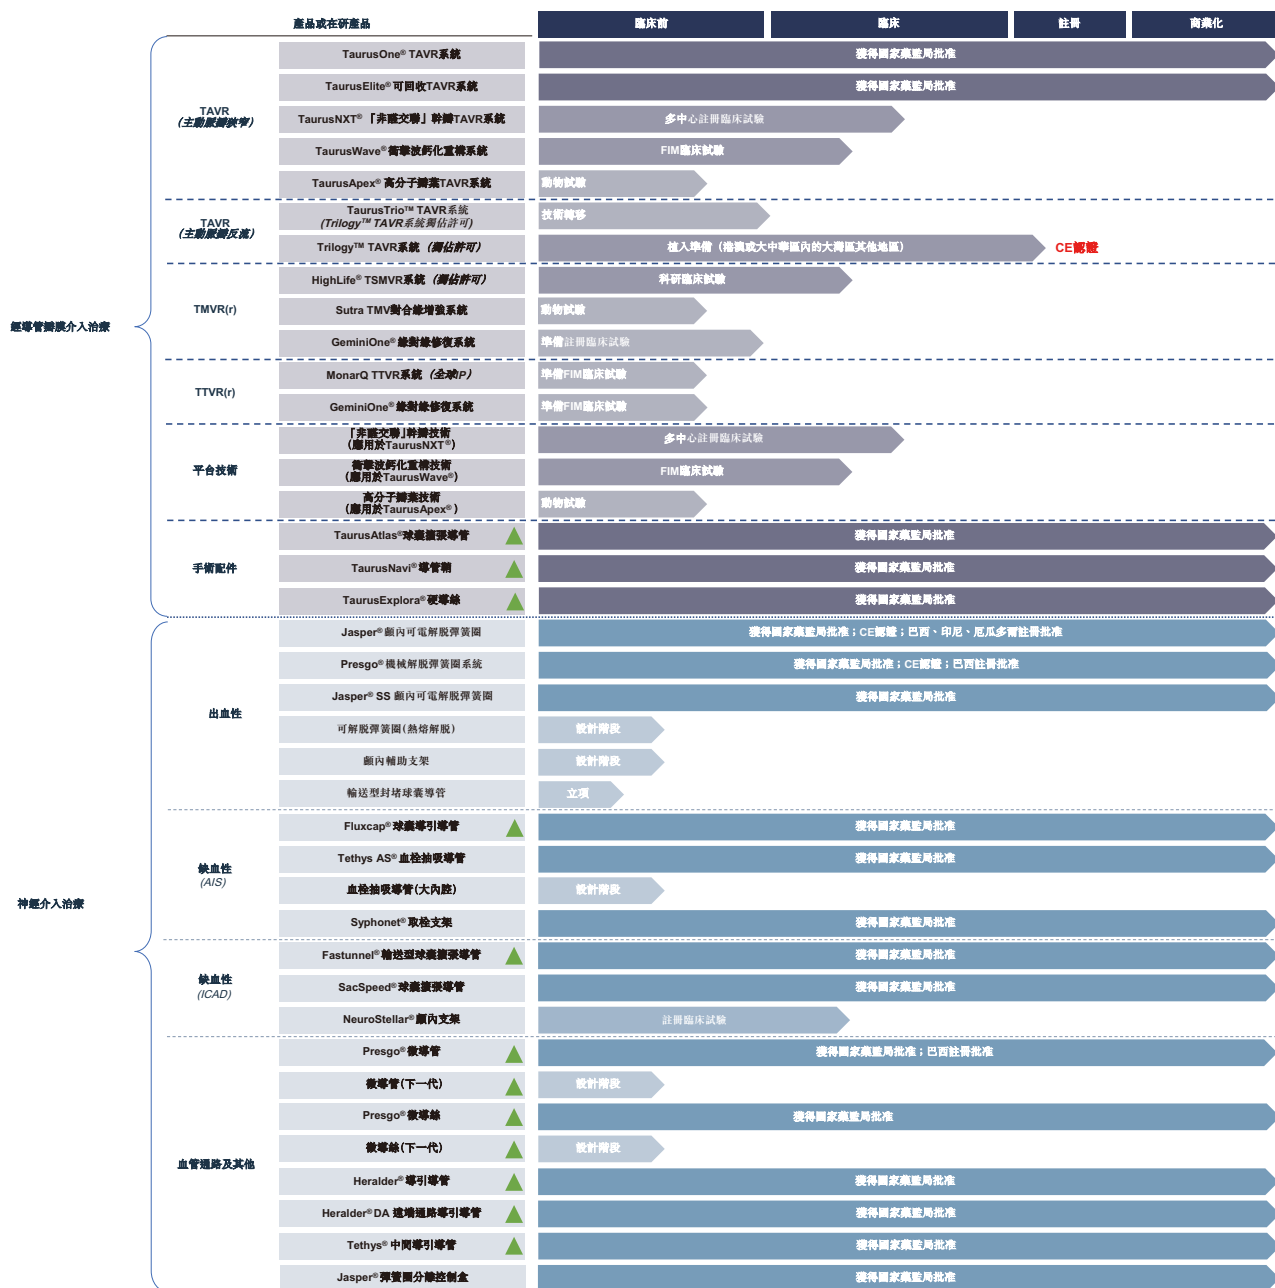 產品或在研產品 臨床前 臨床 註冊 商業化
經導管瓣膜介入治療
TAVR
(主動脈瓣狹窄)
TaurusOne® TAVR系統 獲得國家藥監局批准
TaurusElite® 可回收TAVR系統 獲得國家藥監局批准
TaurusNXT® 「非醛交聯」幹瓣TAVR系統 多中心註冊臨床試驗
TaurusWave® 衝擊波鈣化重構系統 FIM臨床試驗
TaurusApex® 高分子瓣葉TAVR系統 動物試驗
TAVR
(主動脈瓣反流)
TaurusTrio™ TAVR系統
(Trilogy™ TAVR系統獨佔許可) 技術轉移
Trilogy™ TAVR系統 (獨佔許可) 植入準備（港澳或大中華區內的大灣區其他地區） CE認證
TMVR(r)
HighLife® TSMVR系統 (獨佔許可) 科研臨床試驗
Sutra TMV對合緣增強系統 動物試驗
GeminiOne® 緣對緣修復系統 準備註冊臨床試驗
TTVR(r)
MonarQ TTVR系統 (全球IP) 準備FIM臨床試驗
GeminiOne® 緣對緣修復系統 準備FIM臨床試驗
平台技術
「非醛交聯」幹瓣技術
(應用於TaurusNXT®) 多中心註冊臨床試驗
衝擊波鈣化重構技術
(應用於TaurusWave®) FIM臨床試驗
高分子瓣葉技術
(應用於TaurusApex®) 動物試驗
手術配件
TaurusAtlas®球囊擴張導管 獲得國家藥監局批准
TaurusNavi® 導管鞘 獲得國家藥監局批准
TaurusExplora® 硬導絲 獲得國家藥監局批准
神經介入治療
出血性
Jasper® 顱內可電解脫彈簧圈 獲得國家藥監局批准；CE認證；巴西、印尼、厄瓜多爾註冊批准
Presgo® 機械解脫彈簧圈系統 獲得國家藥監局批准；CE認證；巴西註冊批准
Jasper® SS 顱內可電解脫彈簧圈 獲得國家藥監局批准
可解脫彈簧圈(熱熔解脫) 設計階段
顱內輔助支架 設計階段
輸送型封堵球囊導管 立項
缺血性
(AIS)
Fluxcap® 球囊導引導管 獲得國家藥監局批准
Tethys AS® 血栓抽吸導管 獲得國家藥監局批准
血栓抽吸導管(大內腔) 設計階段
Syphonet® 取栓支架 獲得國家藥監局批准
缺血性
(ICAD)
Fastunnel® 輸送型球囊擴張導管 獲得國家藥監局批准
SacSpeed® 球囊擴張導管 獲得國家藥監局批准
NeuroStellar® 顱內支架 註冊臨床試驗
血管通路及其他
Presgo® 微導管 獲得國家藥監局批准；巴西註冊批准
微導管(下一代) 設計階段
Presgo® 微導絲 獲得國家藥監局批准
微導絲(下一代) 設計階段
Heralder® 導引導管 獲得國家藥監局批准
Heralder® DA 遠端通路導引導管 獲得國家藥監局批准
Tethys® 中間導引導管 獲得國家藥監局批准
Jasper® 彈簧圈分離控制盒 獲得國家藥監局批准